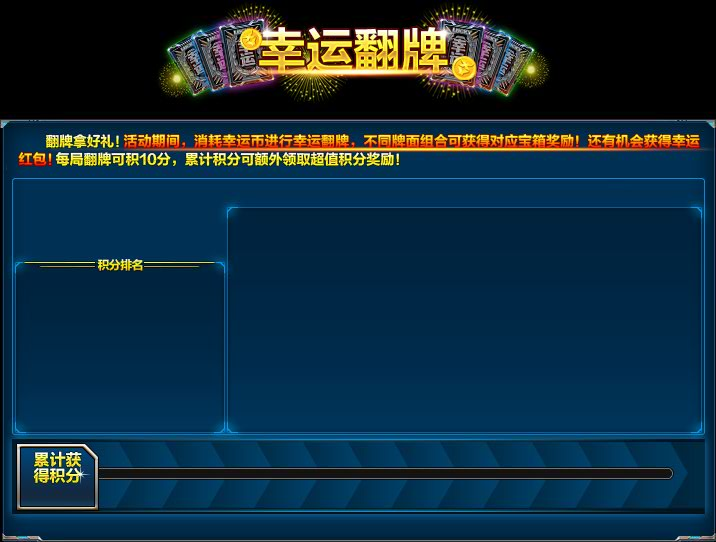 幸运翻牌
翻牌拿好礼！活动期间，消耗幸运币进行幸运翻牌，不同牌面组合可获得对应宝箱奖励！还有机会获得幸运
红包！每局翻牌可积10分，累计积分可额外领取超值积分奖励！
积分排名
累计获
得积分